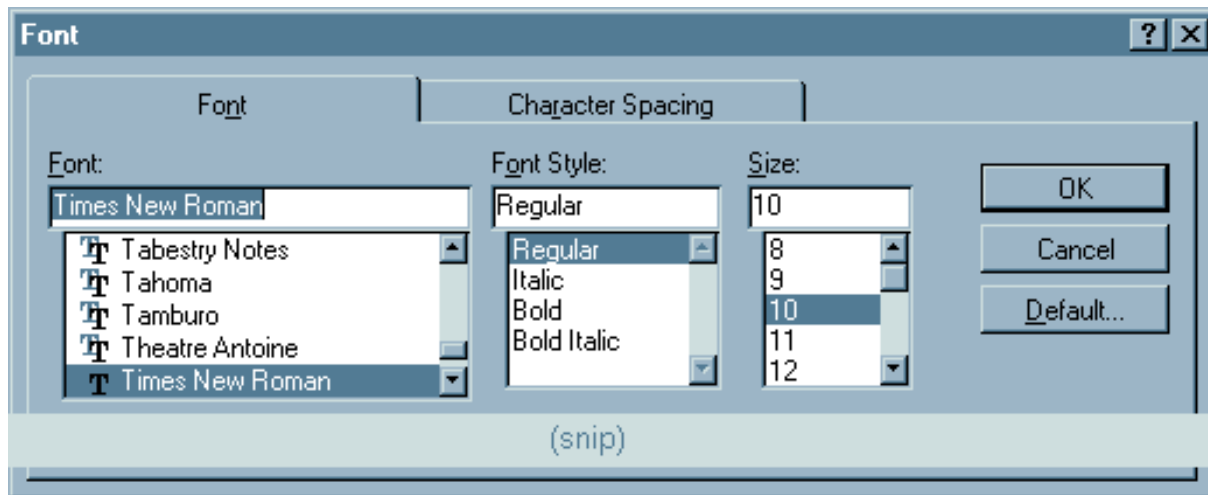 Font
Font Character Spacing
Font: Font Style: Size:
Times New Roman Regular 10
OK
Tabestry Notes Regular 8
Tahoma Italic 9
Cancel
Tamburo Bold 10
Default...
Theatre Antoine Bold Italic 11
Times New Roman 12
(snip)